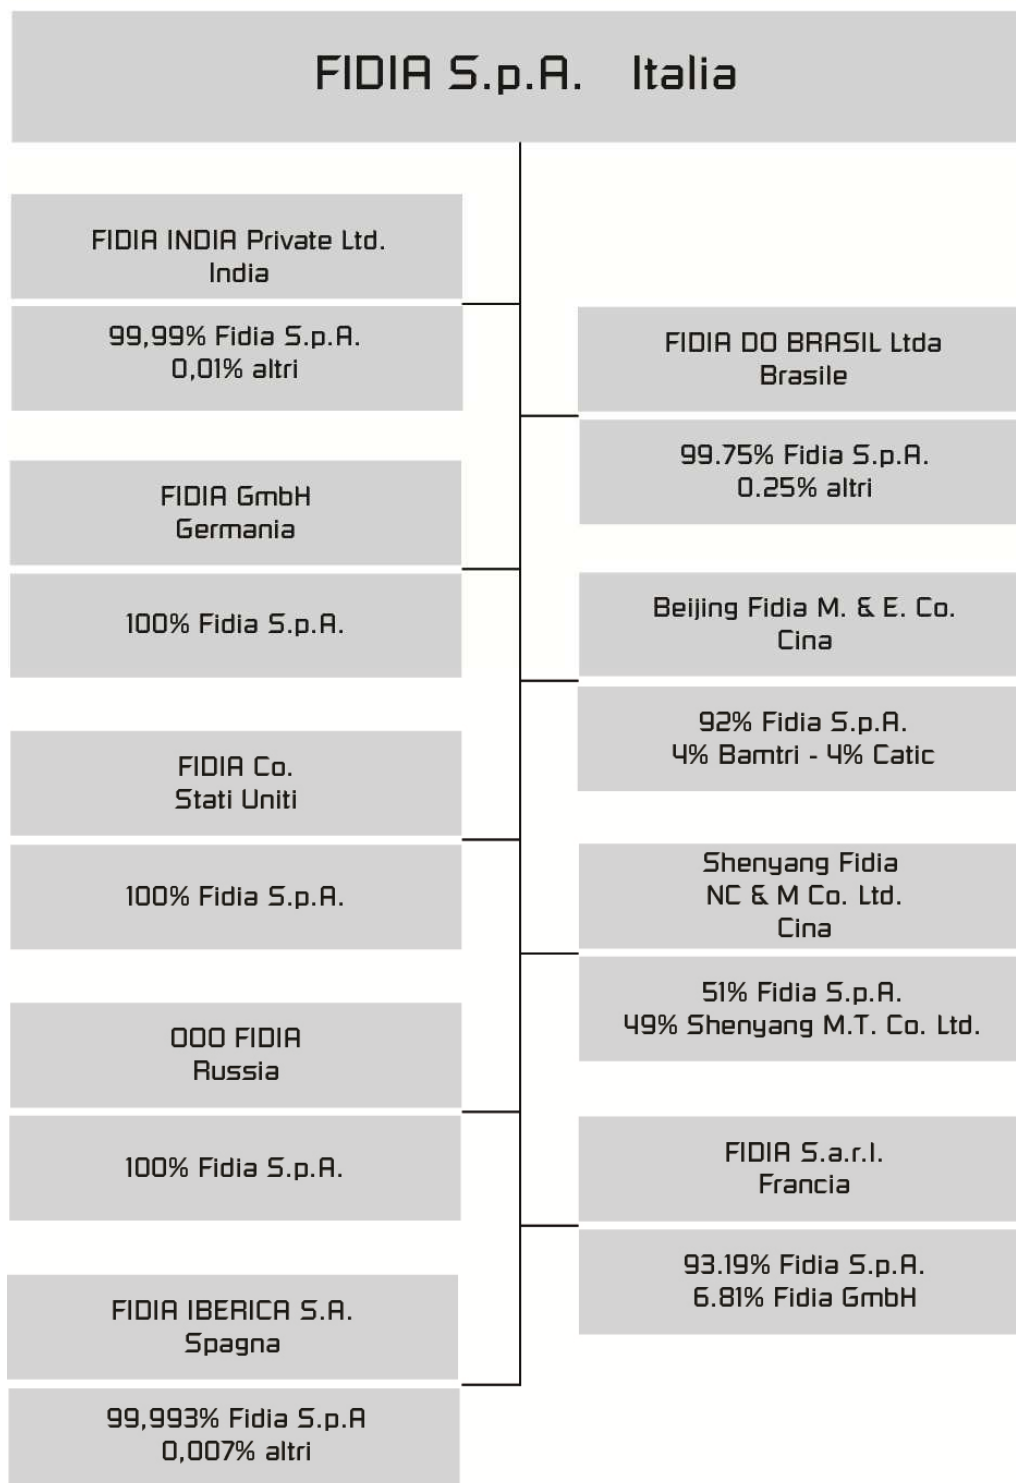 FIDIA S.p.A. Italia
FIDIA INDIA Private Ltd.
India
99,99% Fidia S.p.A.
0,01% altri
FIDIA DO BRASIL Ltda
Brasile
99.75% Fidia S.p.A.
0.25% altri
FIDIA GmbH
Germania
100% Fidia S.p.A.
Beijing Fidia M. & E. Co.
Cina
92% Fidia S.p.A.
4% Bamtri - 4% Catic
FIDIA Co.
Stati Uniti
100% Fidia S.p.A.
Shenyang Fidia
NC & M Co. Ltd.
Cina
51% Fidia S.p.A.
49% Shenyang M.T. Co. Ltd.
OOO FIDIA
Russia
100% Fidia S.p.A.
FIDIA S.a.r.l.
Francia
93.19% Fidia S.p.A.
6.81% Fidia GmbH
FIDIA IBERICA S.A.
Spagna
99,993% Fidia S.p.A
0,007% altri